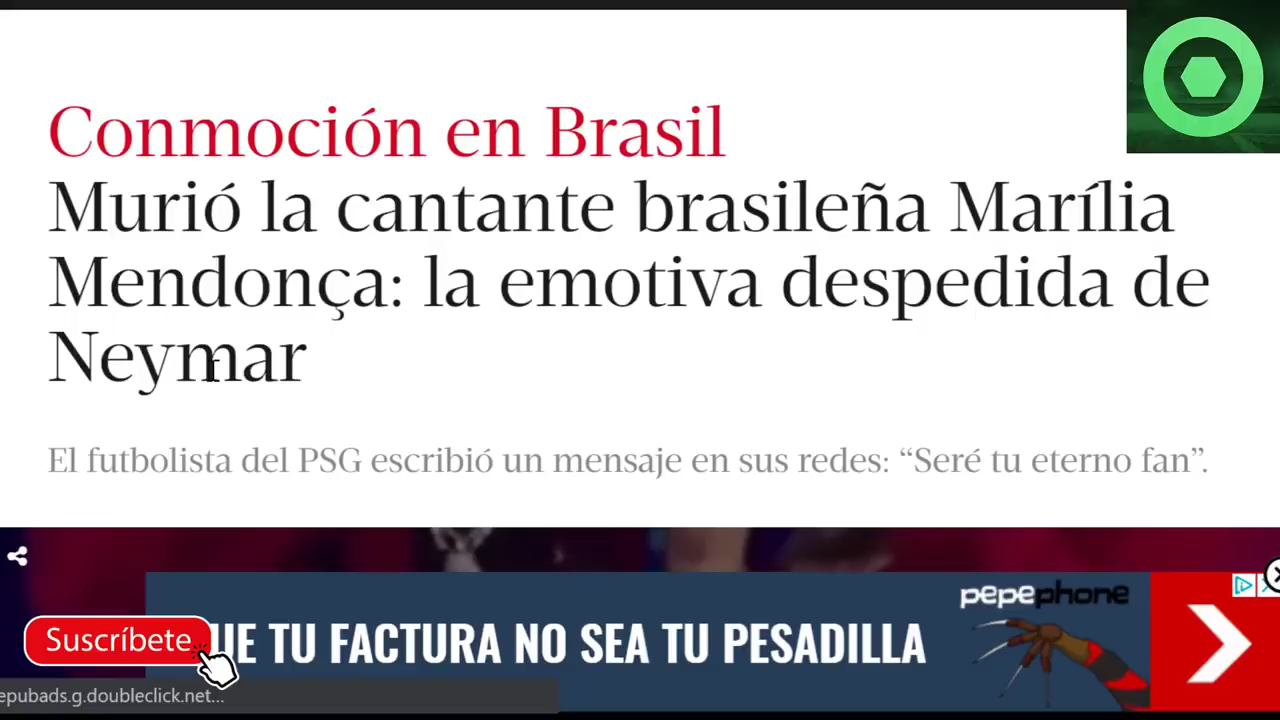 Conmoción en Brasil
Murió la cantante brasileña Marília
Mendonça: la emotiva despedida de
Neymar
El futbolista del PSG escribió un mensaje en sus redes: “Seré tu eterno fan”.
pepephone
UE TU FACTURA NO SEA TU PESADILLA
Suscríbete
epubads.g.doubleclick.net...